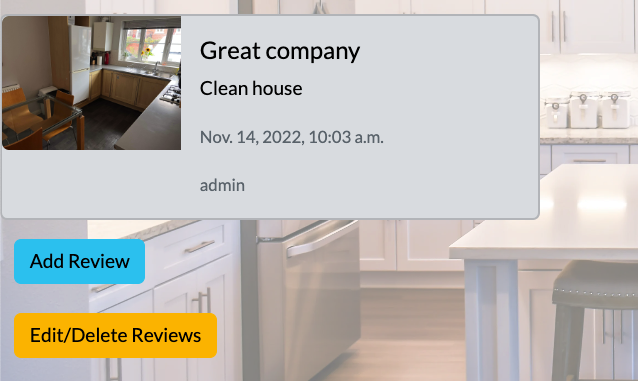 Great company
Clean house
Nov. 14, 2022, 10:03 a.m.
admin
Add Review
Edit/Delete Reviews